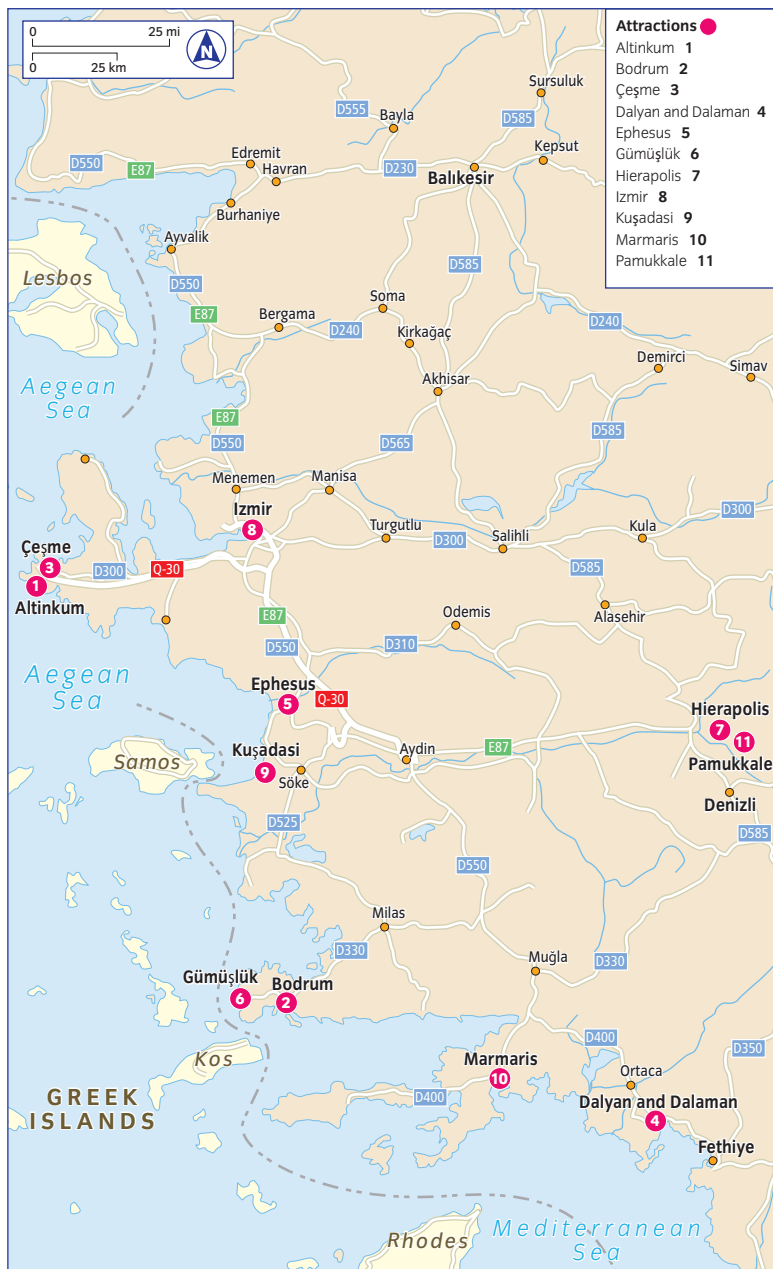 0 25 mi
0 25 km
N
Attractions
Altinkum 1
Bodrum 2
Çeşme 3
Dalyan and Dalaman 4
Ephesus 5
Gümüşlük 6
Hierapolis 7
Izmir 8
Kuşadasi 9
Marmaris 10
Pamukkale 11
Sursuluk
D555
Bayla
D585
D550
E87
Edremit
Havran
D230
Balıkesir
Kepsut
Burhaniye
Ayvalik
Lesbos
D550
D585
E87
Bergama
Soma
D240
Kirkağaç
D240
Demirci
Simav
Aegean
Sea
Akhisar
E87
D550
D565
D585
Menemen
Manisa
Izmir
8
Turgutlu
D300
Salihli
Kula
D300
Çeşme
3
D300
Q-30
1
Altinkum
D585
E87
Odemis
Alasehir
D550
D310
Aegean
Sea
Ephesus
5
Q-30
Hierapolis
7
11
Pamukkale
Samos
Kuşadasi
9
Söke
Aydin
E87
Denizli
D525
D585
D550
Milas
D330
Muğla
D330
Gümüşlük
6
Bodrum
2
D400
D350
Kos
Marmaris
10
Ortaca
GREEK
ISLANDS
D400
Dalyan and Dalaman
4
Fethiye
Rhodes
Mediterranean
Sea